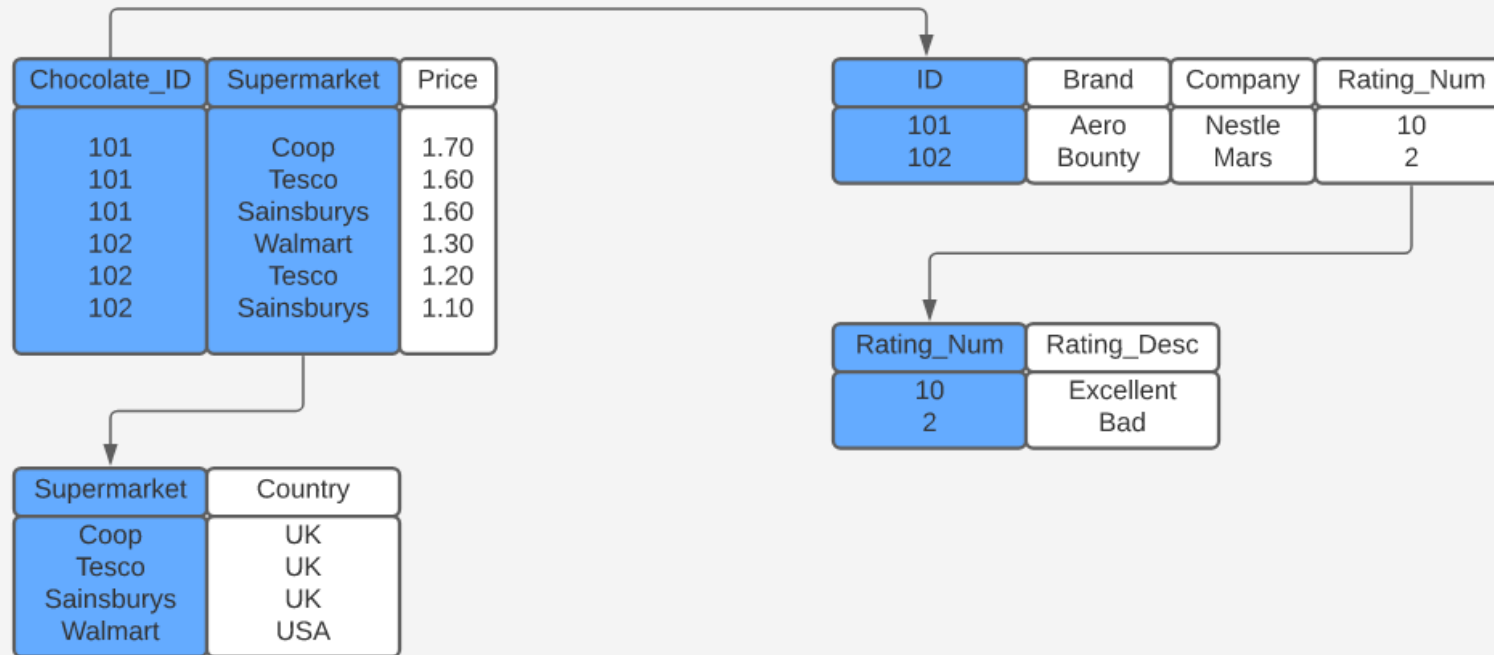 Chocolate_ID Supermarket Price
101 Coop 1.70
101 Tesco 1.60
101 Sainsburys 1.60
102 Walmart 1.30
102 Tesco 1.20
102 Sainsburys 1.10
ID Brand Company Rating_Num
101 Aero Nestle 10
102 Bounty Mars 2
Rating_Num Rating_Desc
10 Excellent
2 Bad
Supermarket Country
Coop UK
Tesco UK
Sainsburys UK
Walmart USA